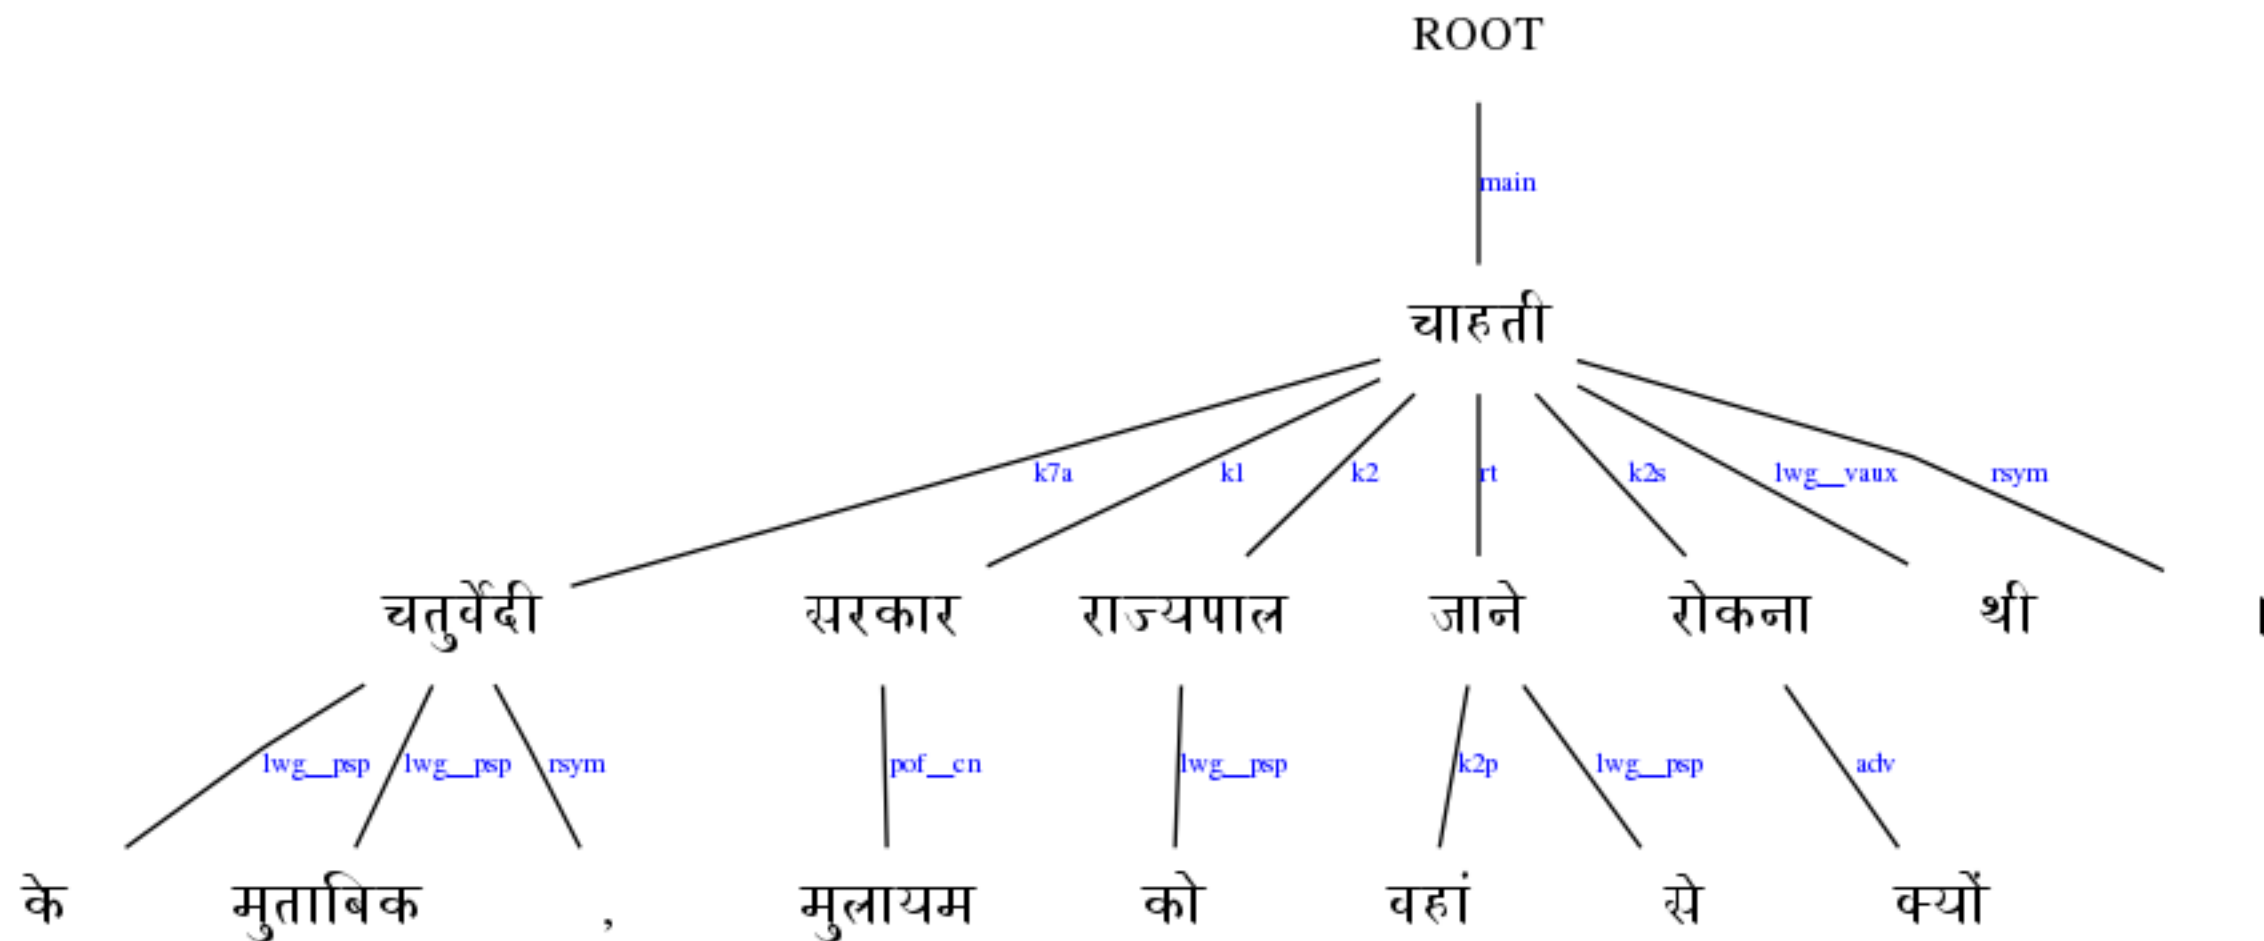 ROOT
main
चाहती
k7a k1 k2 rt k2s lwg__vaux rsym
चतुर्वेदी सरकार राज्यपाल जाने रोकना थी ।
lwg__psp lwg__psp rsym pof__cn lwg__psp k2p lwg__psp adv
के मुताबिक , मुलायम को वहां से क्यों